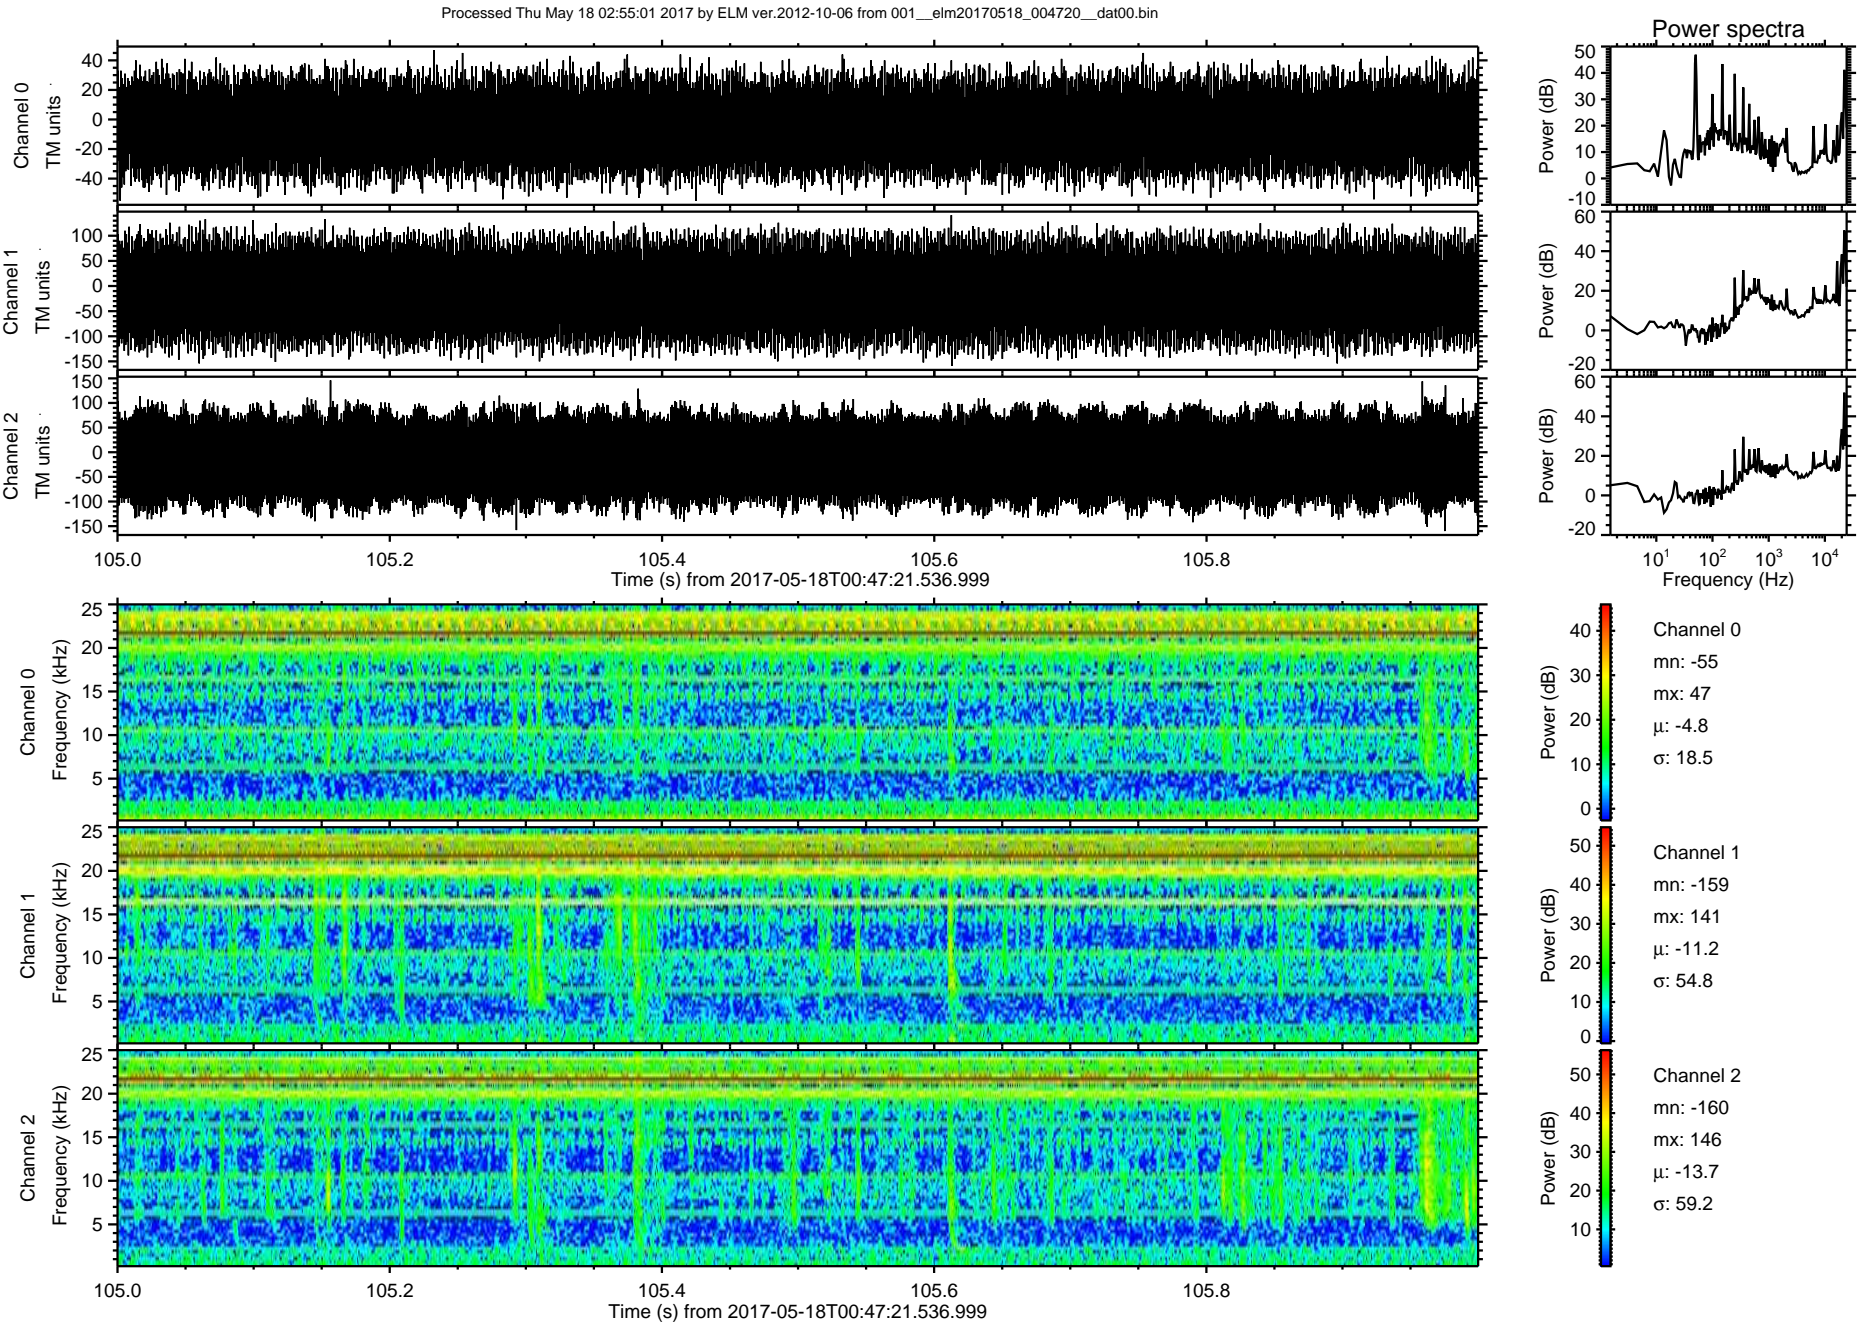 Processed Thu May 18 02:55:01 2017 by ELM ver.2012-10-06 from 001__elm20170518_004720__dat00.bin
Power spectra
Channel 0
TM units
40
20
0
-20
-40
Power (dB)
50
40
30
20
10
0
-10
Channel 1
TM units
100
50
0
-50
-100
-150
Power (dB)
60
40
20
0
-20
Channel 2
TM units
150
100
50
0
-50
-100
-150
Power (dB)
60
40
20
0
-20
105.0 105.2 105.4 105.6 105.8
Time (s) from 2017-05-18T00:47:21.536.999
10¹ 10² 10³ 10⁴
Frequency (Hz)
Channel 0
Frequency (kHz)
25
20
15
10
5
Power (dB)
40
30
20
10
0
Channel 0
mn: -55
mx: 47
μ: -4.8
σ: 18.5
Channel 1
Frequency (kHz)
25
20
15
10
5
Power (dB)
50
40
30
20
10
0
Channel 1
mn: -159
mx: 141
μ: -11.2
σ: 54.8
Channel 2
Frequency (kHz)
25
20
15
10
5
Power (dB)
50
40
30
20
10
Channel 2
mn: -160
mx: 146
μ: -13.7
σ: 59.2
105.0 105.2 105.4 105.6 105.8
Time (s) from 2017-05-18T00:47:21.536.999